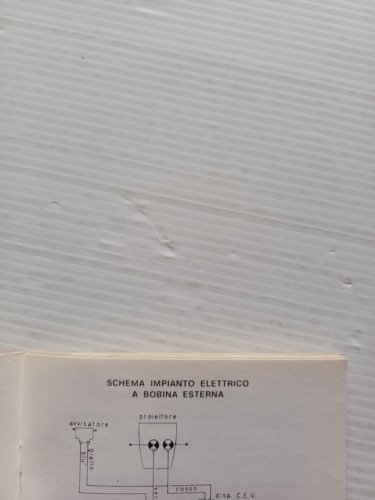 SCHEMA IMPIANTO ELETTRICO
A BOBINA ESTERNA
avvisatore
proiettore
giallo
blu
rosso
disp. C.E.V.